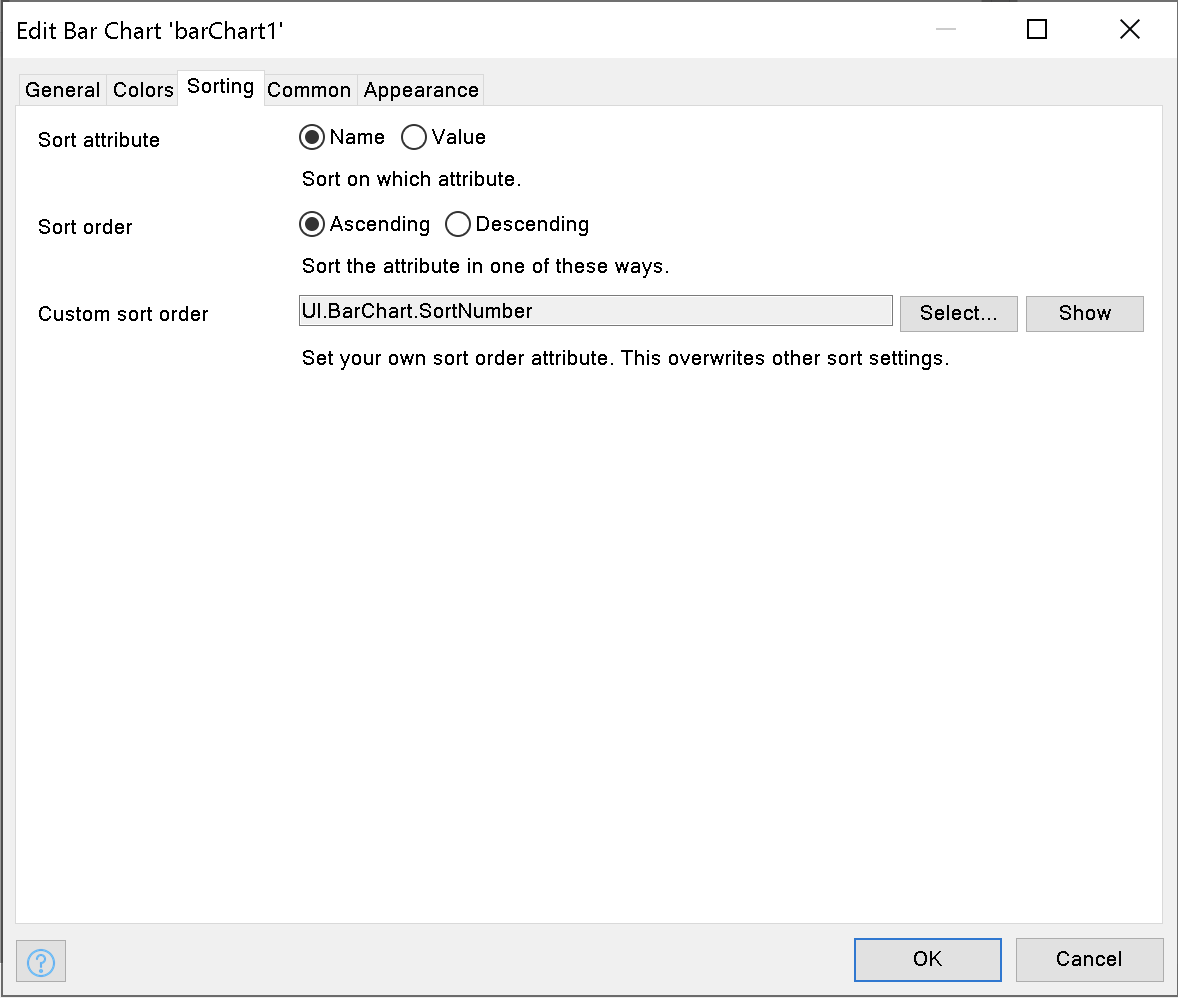 Edit Bar Chart 'barChart1'
General Colors Sorting Common Appearance
Sort attribute Name Value
Sort on which attribute.
Sort order Ascending Descending
Sort the attribute in one of these ways.
Custom sort order UI.BarChart.SortNumber Select... Show
Set your own sort order attribute. This overwrites other sort settings.
? OK Cancel